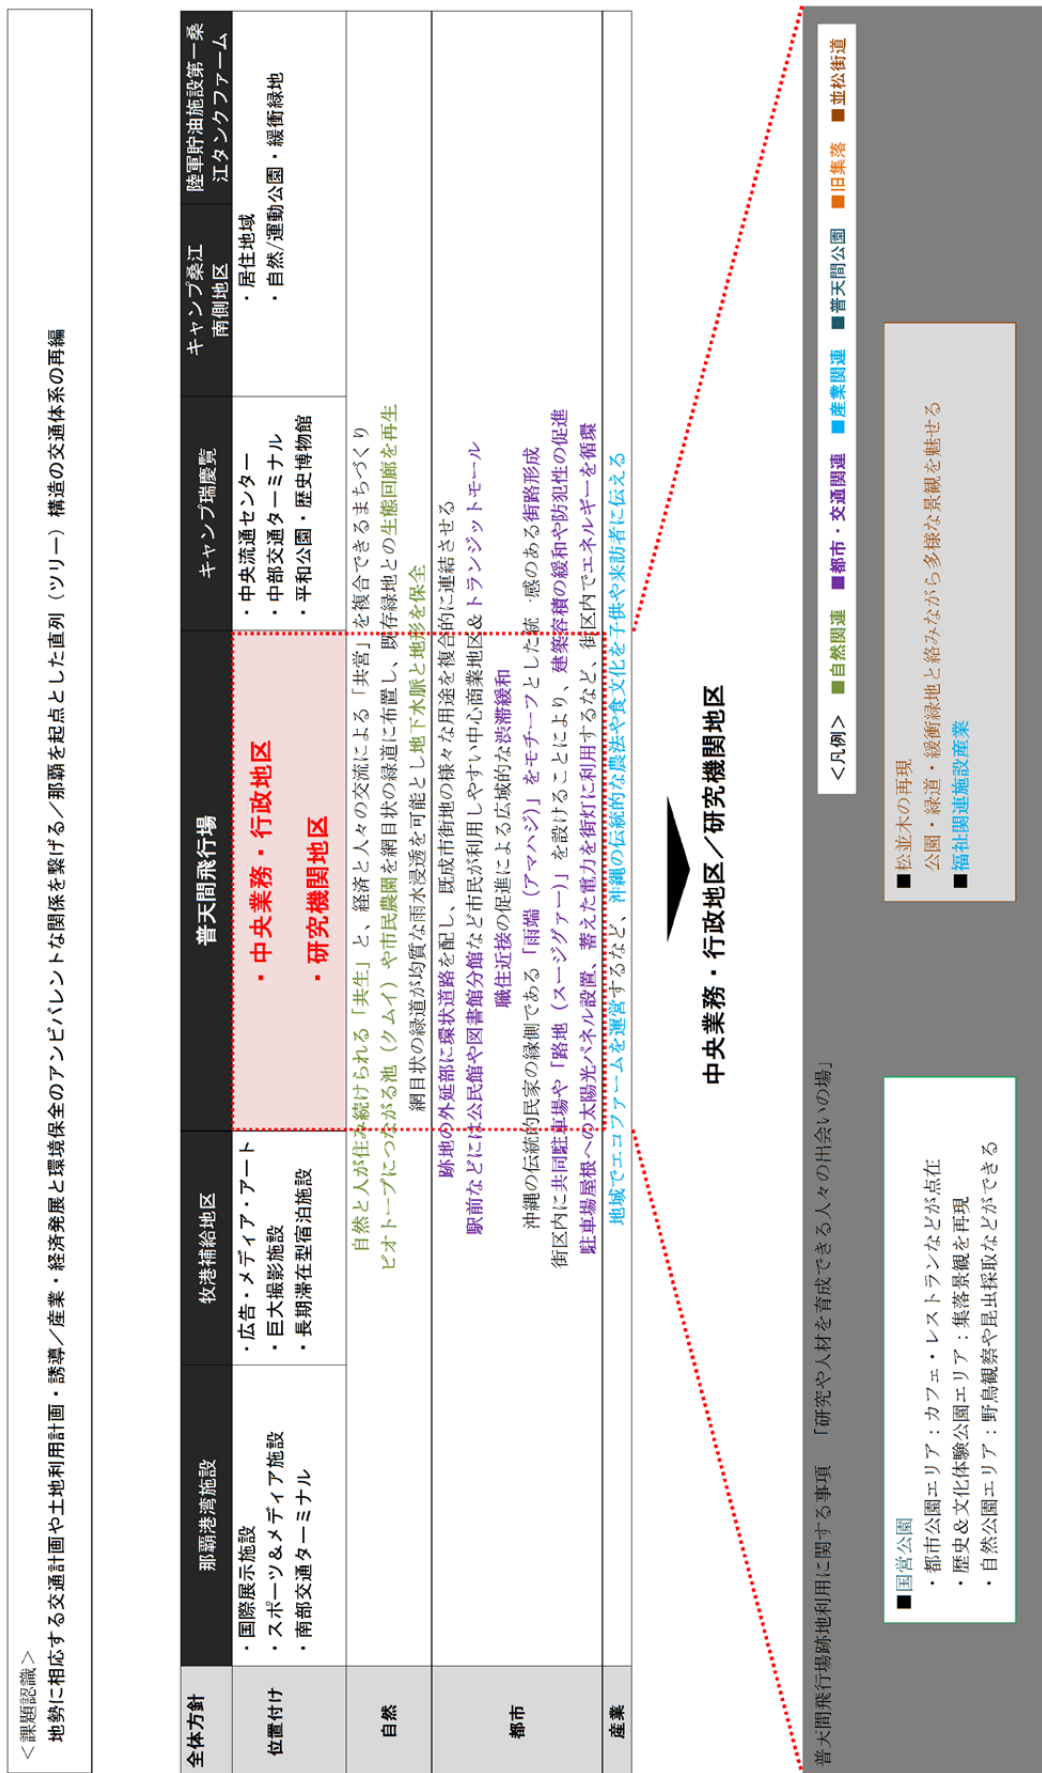 ＜課題認識＞
地勢に相応する交通計画や土地利用計画・誘導／産業・経済発展と環境保全のアンビバレントな関係を繋げる／那覇を起点とした直列（ツリー）構造の交通体系の再編
全体方針
那覇港湾施設
牧港補給地区
普天間飛行場
キャンプ瑞慶覧
キャンプ桑江
南側地区
陸軍貯油施設第一桑
江タンクファーム
位置付け
・国際展示施設
・スポーツ＆メディア施設
・南部交通ターミナル
・広告・メディア・アート
・巨大撮影施設
・長期滞在型宿泊施設
・中央業務・行政地区
・研究機関地区
・中央流通センター
・中部交通ターミナル
・平和公園・歴史博物館
・居住地域
・自然/運動公園・緩衝緑地
自然
自然と人が住み続けられる「共生」と、経済と人々の交流による「共営」を複合できるまちづくり
ビオトープにつながる池（クムイ）や市民農園を網目状の緑道に布置し、既存緑地との生態回廊を再生
網目状の緑道が均質な雨水浸透を可能とし地下水脈と地形を保全
都市
跡地の外延部に環状道路を配し、既成市街地の様々な用途を複合的に連結させる
駅前などには公民館や図書館分館など市民が利用しやすい中心商業地区＆トランジットモール
職住近接の促進による広域的な渋滞緩和
沖縄の伝統的民家の縁側である「雨端（アマハジ）」をモチーフとした統一感のある街路形成
街区内に共同駐車場や「路地（スージグァー）」を設けることにより、建築容積の緩和や防犯性の促進
駐車場屋根への太陽光パネル設置、蓄えた電力を街灯に利用するなど、街区内でエネルギーを循環
産業
地域でエコファームを運営するなど、沖縄の伝統的な農法や食文化を子供や来訪者に伝える
中央業務・行政地区／研究機関地区
普天間飛行場跡地利用に関する事項　「研究や人材を育成できる人々の出会いの場」
＜凡例＞　■自然関連　■都市・交通関連　■産業関連　■普天間公園　■旧集落　■並松街道
■国営公園
・都市公園エリア：カフェ・レストランなどが点在
・歴史＆文化体験公園エリア：集落景観を再現
・自然公園エリア：野鳥観察や昆虫採取などができる
■松並木の再現
公園・緑道・緩衝緑地と絡みながら多様な景観を魅せる
■福祉関連施設産業